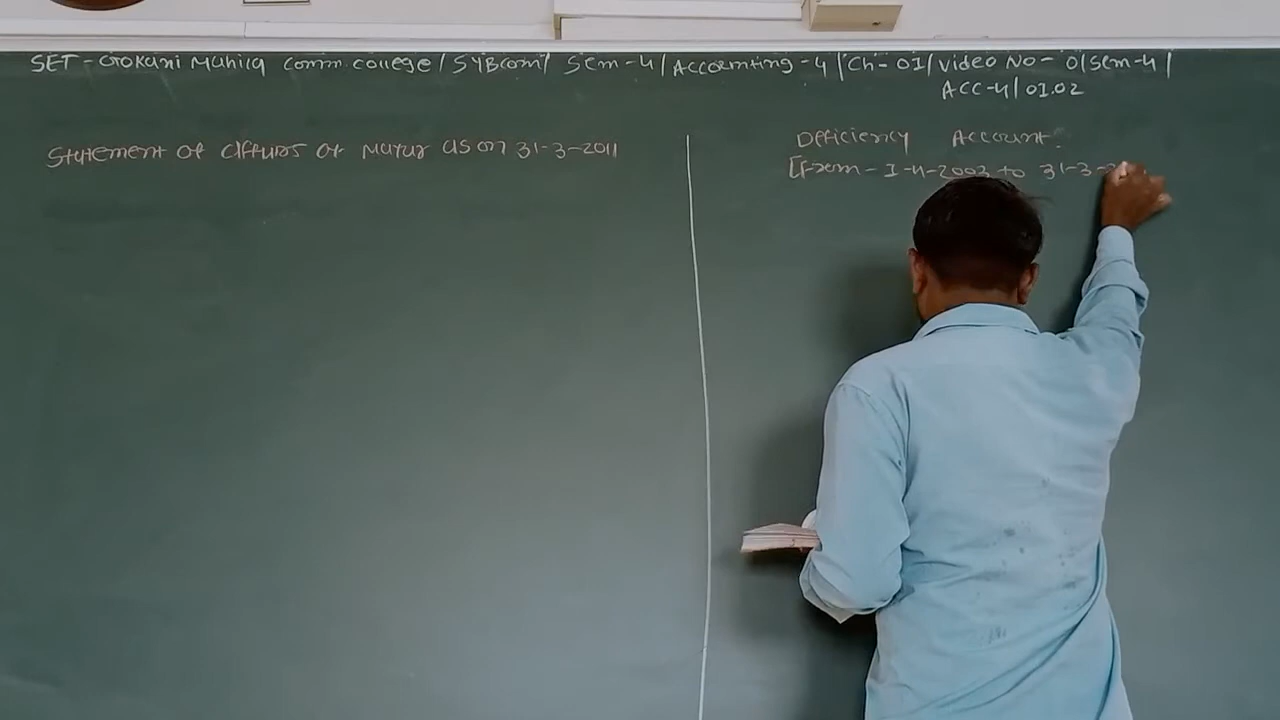 SET - Gokani Mahila Comm. college / SYBcom / Sem-4 / Accounting-4 / Ch-01 / Video No - 01 Sem-4 /
ACC-4 / 01.02
Statement of affairs of Mayur as on 31-3-2011
Deficiency Account.
[From - 1-4-2003 to 31-3-